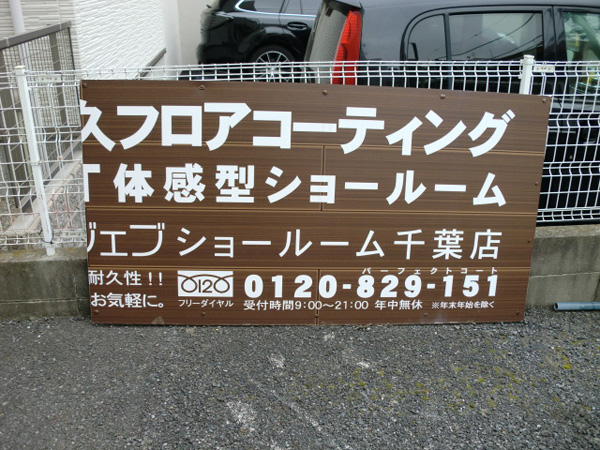 久フロアコーティング
体感型ショールーム
ジェブショールーム千葉店
耐久性!!
お気軽に。
0120
フリーダイヤル
パーフェクトコート
0120-829-151
受付時間9:00～21:00 年中無休 ※年末年始を除く